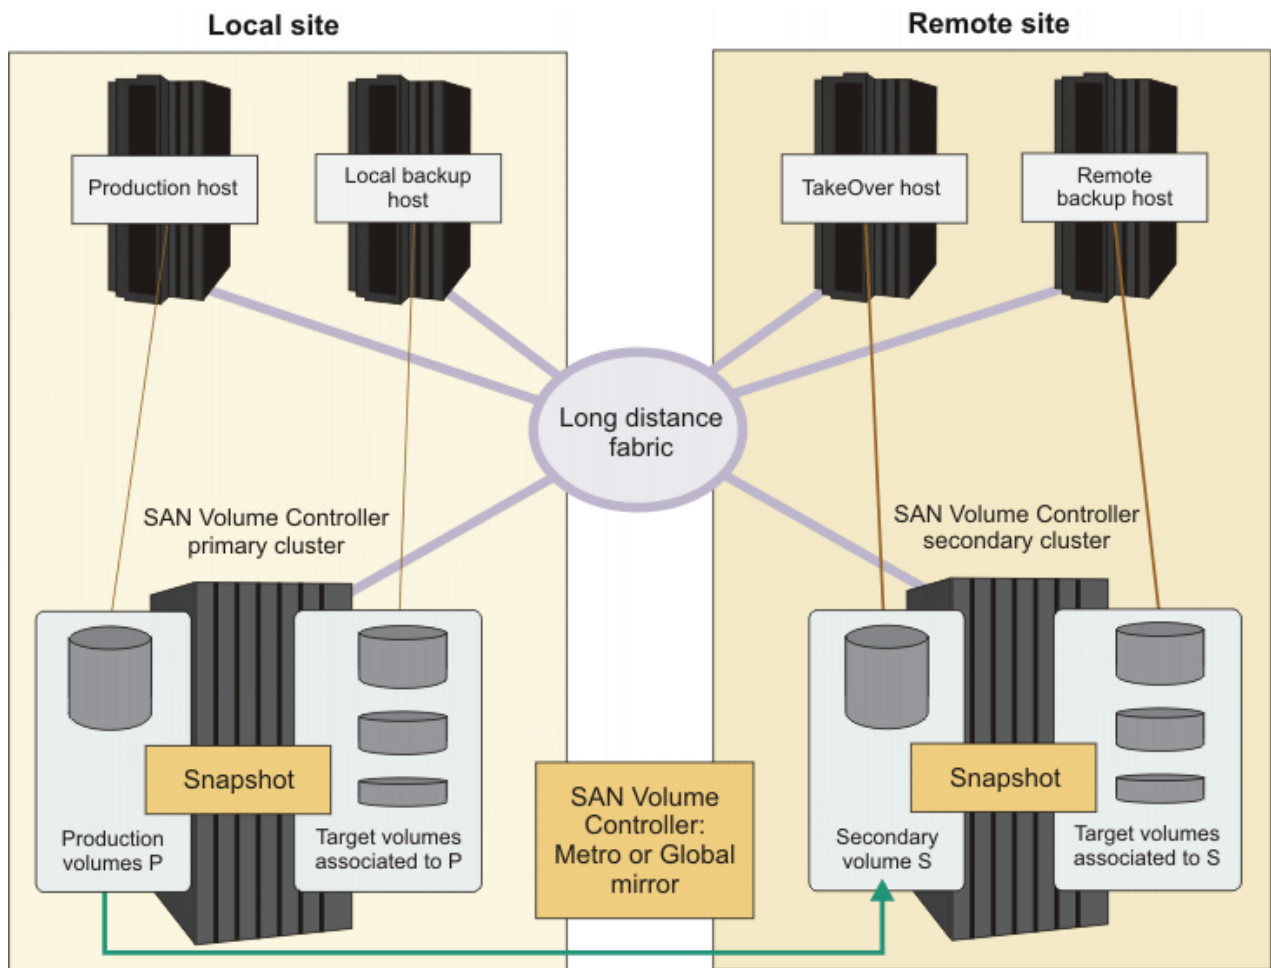 Local site
Remote site
Production host
Local backup
host
TakeOver host
Remote
backup host
Long distance
fabric
SAN Volume Controller
primary cluster
SAN Volume Controller
secondary cluster
Snapshot
Production
volumes P
Target volumes
associated to P
SAN Volume
Controller:
Metro or Global
mirror
Snapshot
Secondary
volume S
Target volumes
associated to S